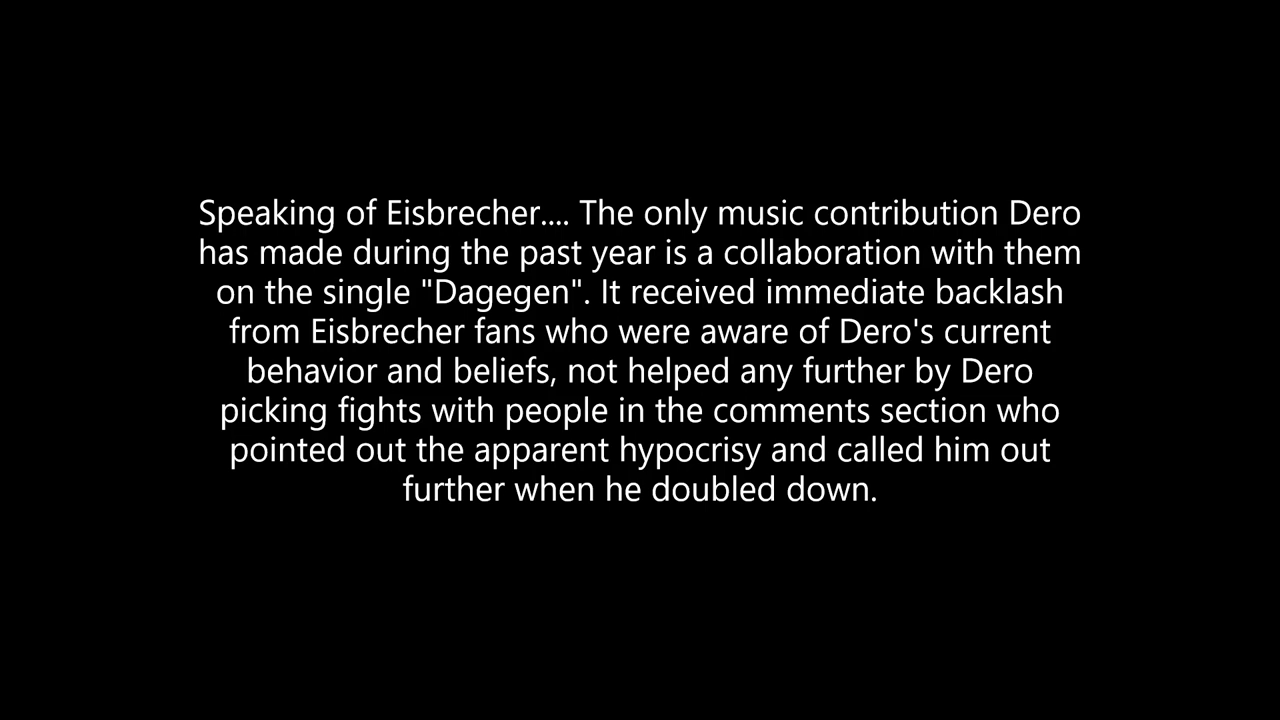 Speaking of Eisbrecher.... The only music contribution Dero
has made during the past year is a collaboration with them
on the single "Dagegen". It received immediate backlash
from Eisbrecher fans who were aware of Dero's current
behavior and beliefs, not helped any further by Dero
picking fights with people in the comments section who
pointed out the apparent hypocrisy and called him out
further when he doubled down.